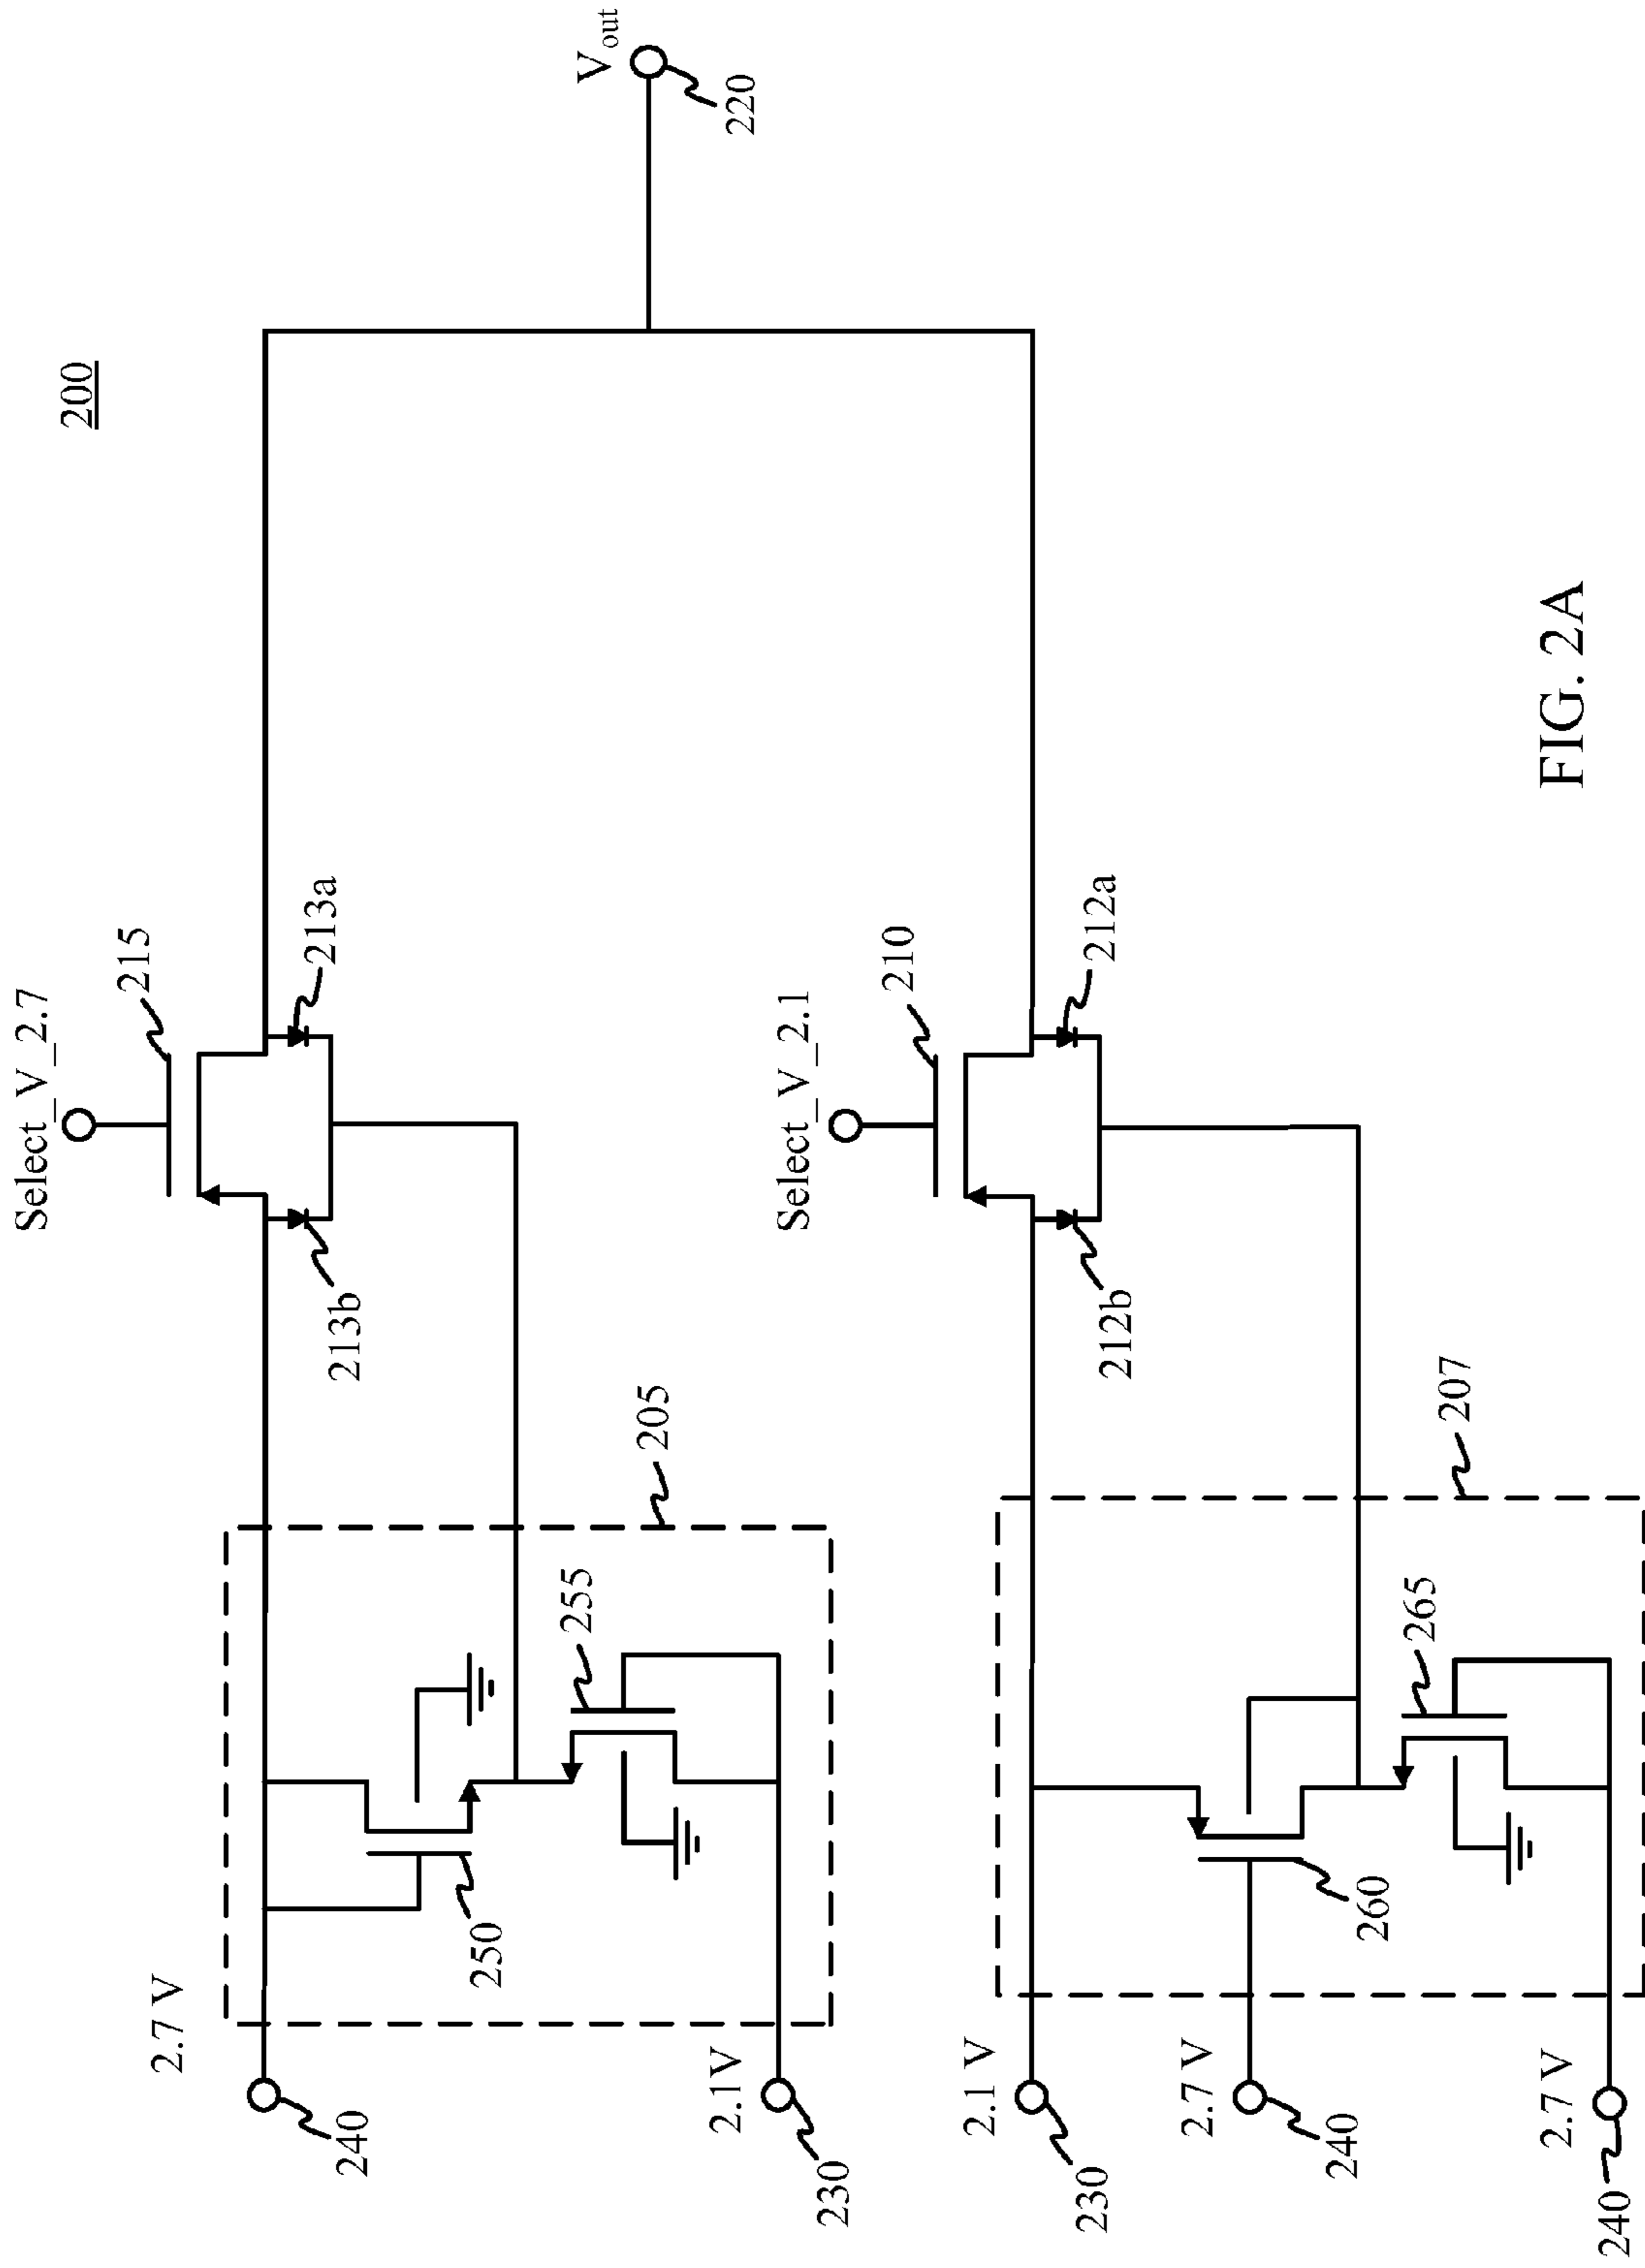 200
Select_V_2.7
215
213a
213b
2.7 V
240
250
255
205
2.1V
230
V_out
220
Select_V_2.1
210
212a
212b
207
2.1 V
230
2.7 V
240
260
265
2.7 V
240
FIG. 2A